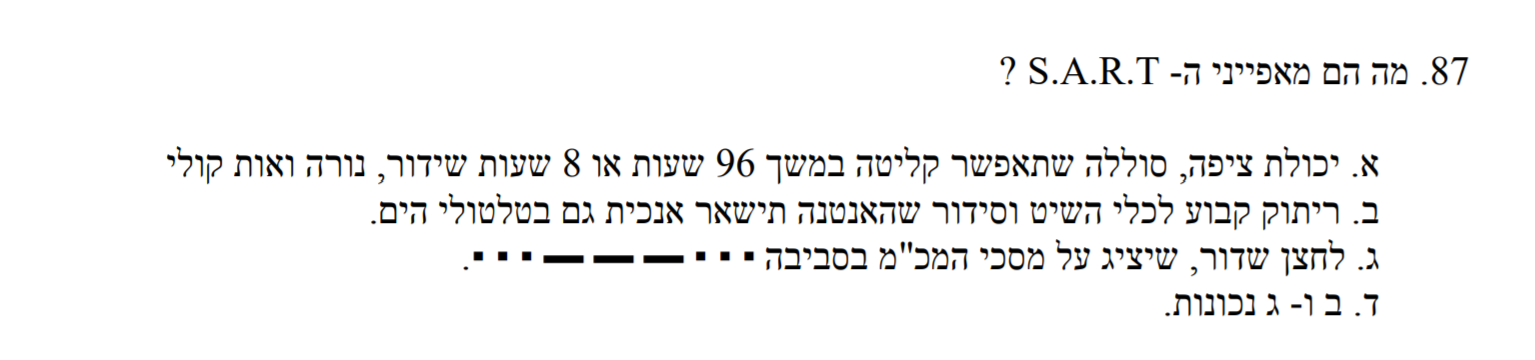 87. מה הם מאפייני ה- S.A.R.T ?
א. יכולת ציפה, סוללה שתאפשר קליטה במשך 96 שעות או 8 שעות שידור, נורה ואות קולי
ב. ריתוק קבוע לכלי השיט וסידור שהאנטנה תישאר אנכית גם בטלטולי הים.
ג. לחצן שדור, שיציג על מסכי המכ"מ בסביבה ▪ ▪ ▪ ▬ ▬ ▬ ▪ ▪ ▪.
ד. ב ו- ג נכונות.